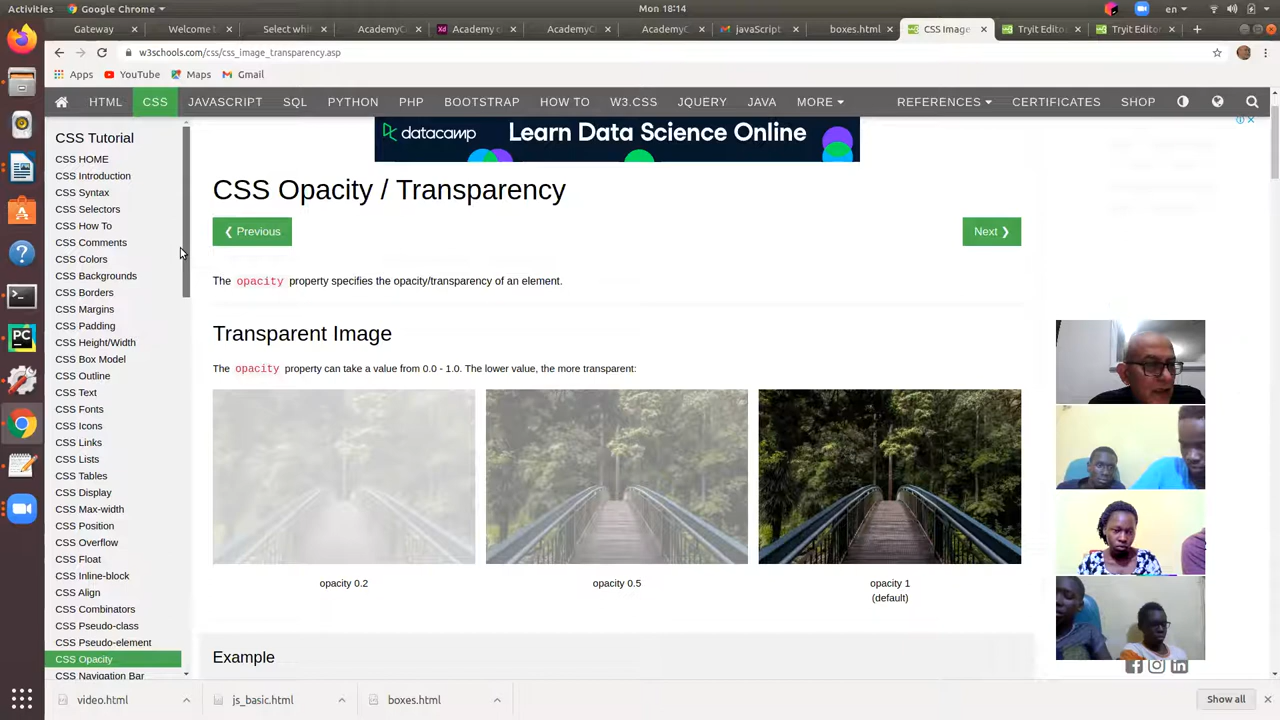 Activities
Google Chrome
Mon 18:14
en
Gateway
Welcome
Select whi
AcademyCi
Xd
Academy o
AcademyCi
AcademyC
javaScript
boxes.html
CSS Image
Tryit Edito
Tryit Edito
w3schools.com/css/css_image_transparency.asp
Apps
YouTube
Maps
Gmail
HTML
CSS
JAVASCRIPT
SQL
PYTHON
PHP
BOOTSTRAP
HOW TO
W3.CSS
JQUERY
JAVA
MORE
REFERENCES
CERTIFICATES
SHOP
CSS Tutorial
CSS HOME
CSS Introduction
CSS Syntax
CSS Selectors
CSS How To
CSS Comments
CSS Colors
CSS Backgrounds
CSS Borders
CSS Margins
CSS Padding
CSS Height/Width
CSS Box Model
CSS Outline
CSS Text
CSS Fonts
CSS Icons
CSS Links
CSS Lists
CSS Tables
CSS Display
CSS Max-width
CSS Position
CSS Overflow
CSS Float
CSS Inline-block
CSS Align
CSS Combinators
CSS Pseudo-class
CSS Pseudo-element
CSS Opacity
CSS Navigation Bar
datacamp
Learn Data Science Online
CSS Opacity / Transparency
❮ Previous
Next ❯
The opacity property specifies the opacity/transparency of an element.
Transparent Image
The opacity property can take a value from 0.0 - 1.0. The lower value, the more transparent:
opacity 0.2
opacity 0.5
opacity 1
(default)
Example
PC
video.html
js_basic.html
boxes.html
Show all